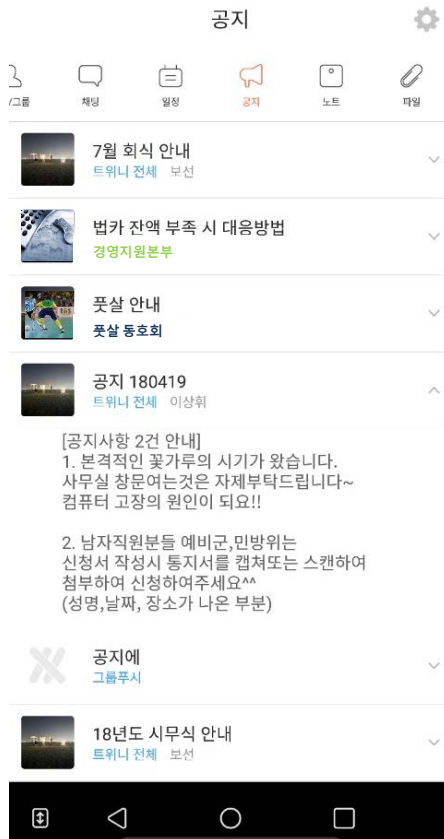 공지
/그룹
채팅
일정
공지
노트
파일
7월 회식 안내
트위니 전체 보선
법카 잔액 부족 시 대응방법
경영지원본부
풋살 안내
풋살 동호회
공지 180419
트위니 전체 이상휘
[공지사항 2건 안내]
1. 본격적인 꽃가루의 시기가 왔습니다.
사무실 창문여는것은 자제부탁드립니다~
컴퓨터 고장의 원인이 되요!!
2. 남자직원분들 예비군,민방위는
신청서 작성시 통지서를 캡쳐또는 스캔하여
첨부하여 신청하여주세요^^
(성명,날짜, 장소가 나온 부분)
공지에
그룹푸시
18년도 시무식 안내
트위니 전체 보선